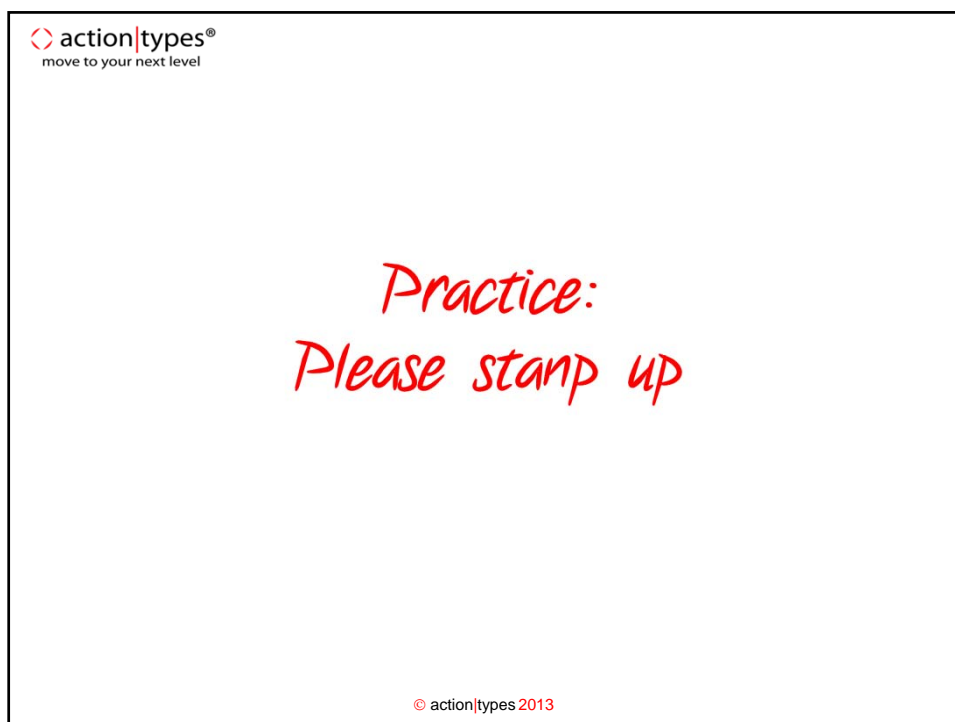 action|types®
move to your next level
Practice:
Please stanp up
© action|types 2013